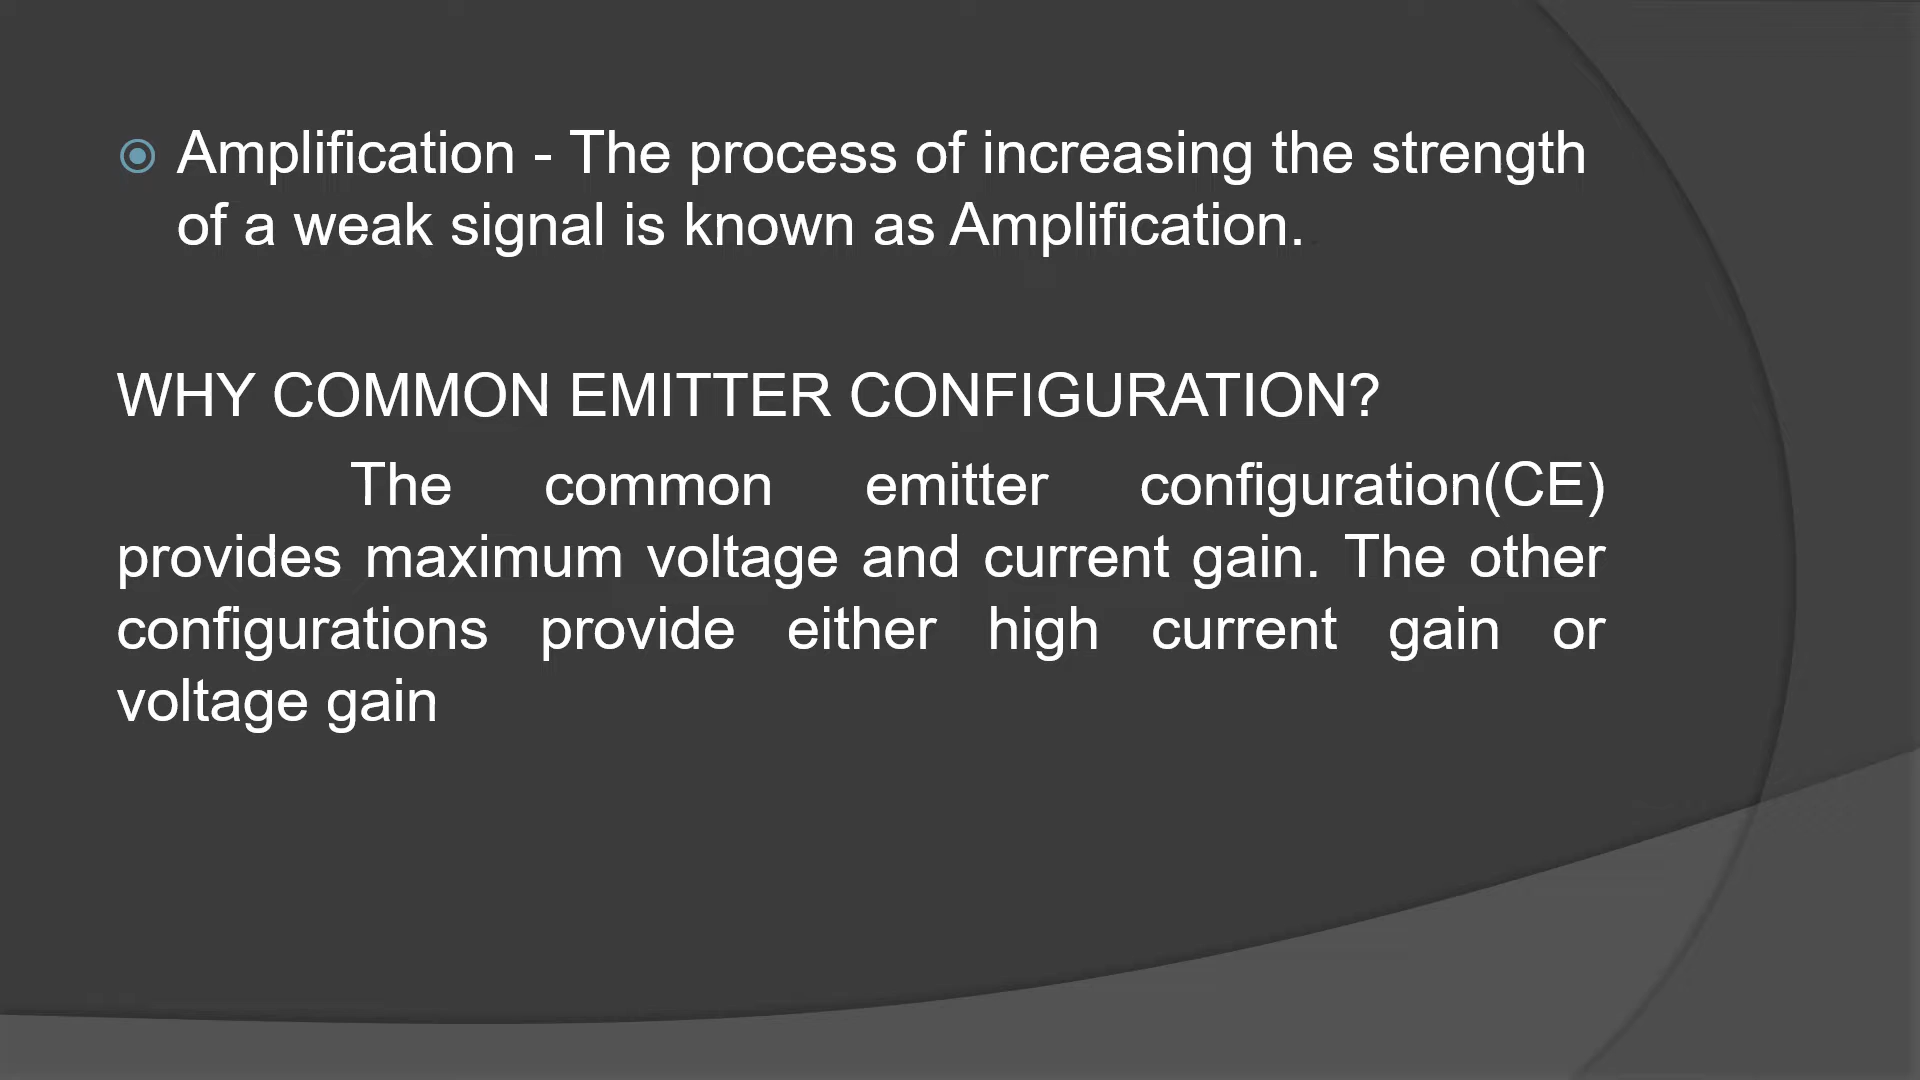 Amplification - The process of increasing the strength
of a weak signal is known as Amplification.
WHY COMMON EMITTER CONFIGURATION?
The common emitter configuration(CE)
provides maximum voltage and current gain. The other
configurations provide either high current gain or
voltage gain